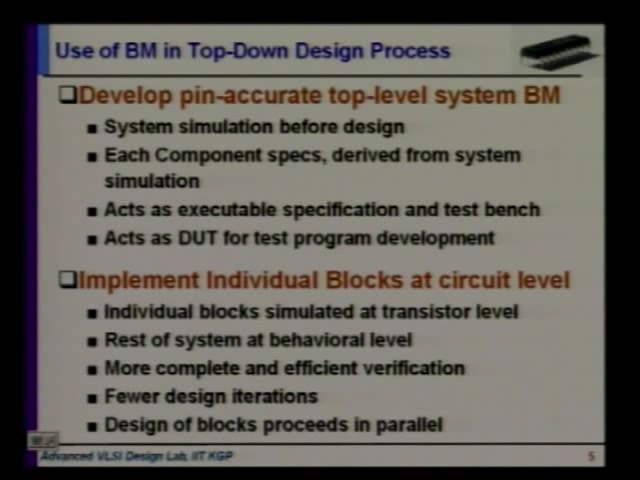 Use of BM in Top-Down Design Process
❑Develop pin-accurate top-level system BM
■ System simulation before design
■ Each Component specs, derived from system
simulation
■ Acts as executable specification and test bench
■ Acts as DUT for test program development
❑Implement Individual Blocks at circuit level
■ Individual blocks simulated at transistor level
■ Rest of system at behavioral level
■ More complete and efficient verification
■ Fewer design iterations
■ Design of blocks proceeds in parallel
Advanced VLSI Design Lab, IIT KGP
5